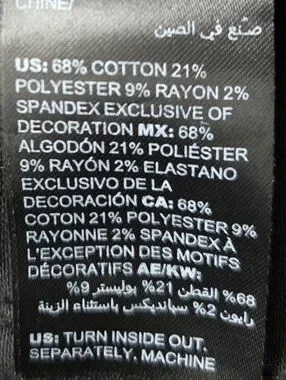 CHINE/
صنع في الصين
US: 68% COTTON 21%
POLYESTER 9% RAYON 2%
SPANDEX EXCLUSIVE OF
DECORATION MX: 68%
ALGODÓN 21% POLIÉSTER
9% RAYÓN 2% ELASTANO
EXCLUSIVO DE LA
DECORACIÓN CA: 68%
COTON 21% POLYESTER 9%
RAYONNE 2% SPANDEX À
L'EXCEPTION DES MOTIFS
DÉCORATIFS AE/KW:
68% القطن 21% بوليستر 9%
رايون 2% سباندكس باستثناء الزينة
US: TURN INSIDE OUT,
SEPARATELY, MACHINE